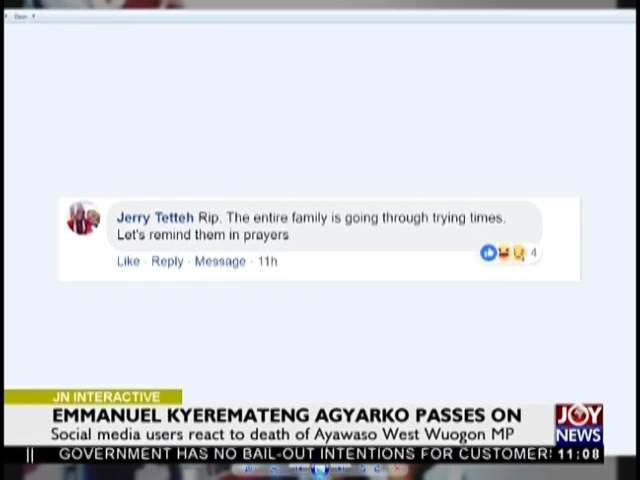 Open
Jerry Tetteh Rip. The entire family is going through trying times.
Let's remind them in prayers
Like · Reply · Message · 11h
4
JN INTERACTIVE
EMMANUEL KYEREMATENG AGYARKO PASSES ON
Social media users react to death of Ayawaso West Wuogon MP
JOY
NEWS
GOVERNMENT HAS NO BAIL-OUT INTENTIONS FOR CUSTOMER
11:08